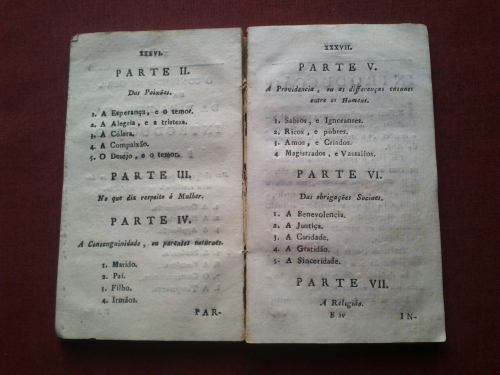 XXXVI.
PARTE II.
Das Paixões.
1. A Esperança, e o temor.
2. A Alegria, e a tristeza.
3. A Cólera.
4. A Compaixão.
5. O Desejo, e o temor.
PARTE III.
No que diz respeito á Mulher.
PARTE IV.
A Consanguinidade, ou parentes naturaes.
1. Marido.
2. Pai.
3. Filho.
4. Irmãos.
PAR-
XXXVII.
PARTE V.
A Providencia, ou as differenças casuaes
entre os Homens.
1. Sabios, e Ignorantes.
2. Ricos, e pobres.
3. Amos, e Criados.
4 Magistrados, e Vassallos.
PARTE VI.
Das obrigações Sociaes.
1. A Benevolencia.
2. A Justiça.
3. A Caridade.
4. A Gratidão.
5. A Sinceridade.
PARTE VII.
A Religião.
B iv
IN-